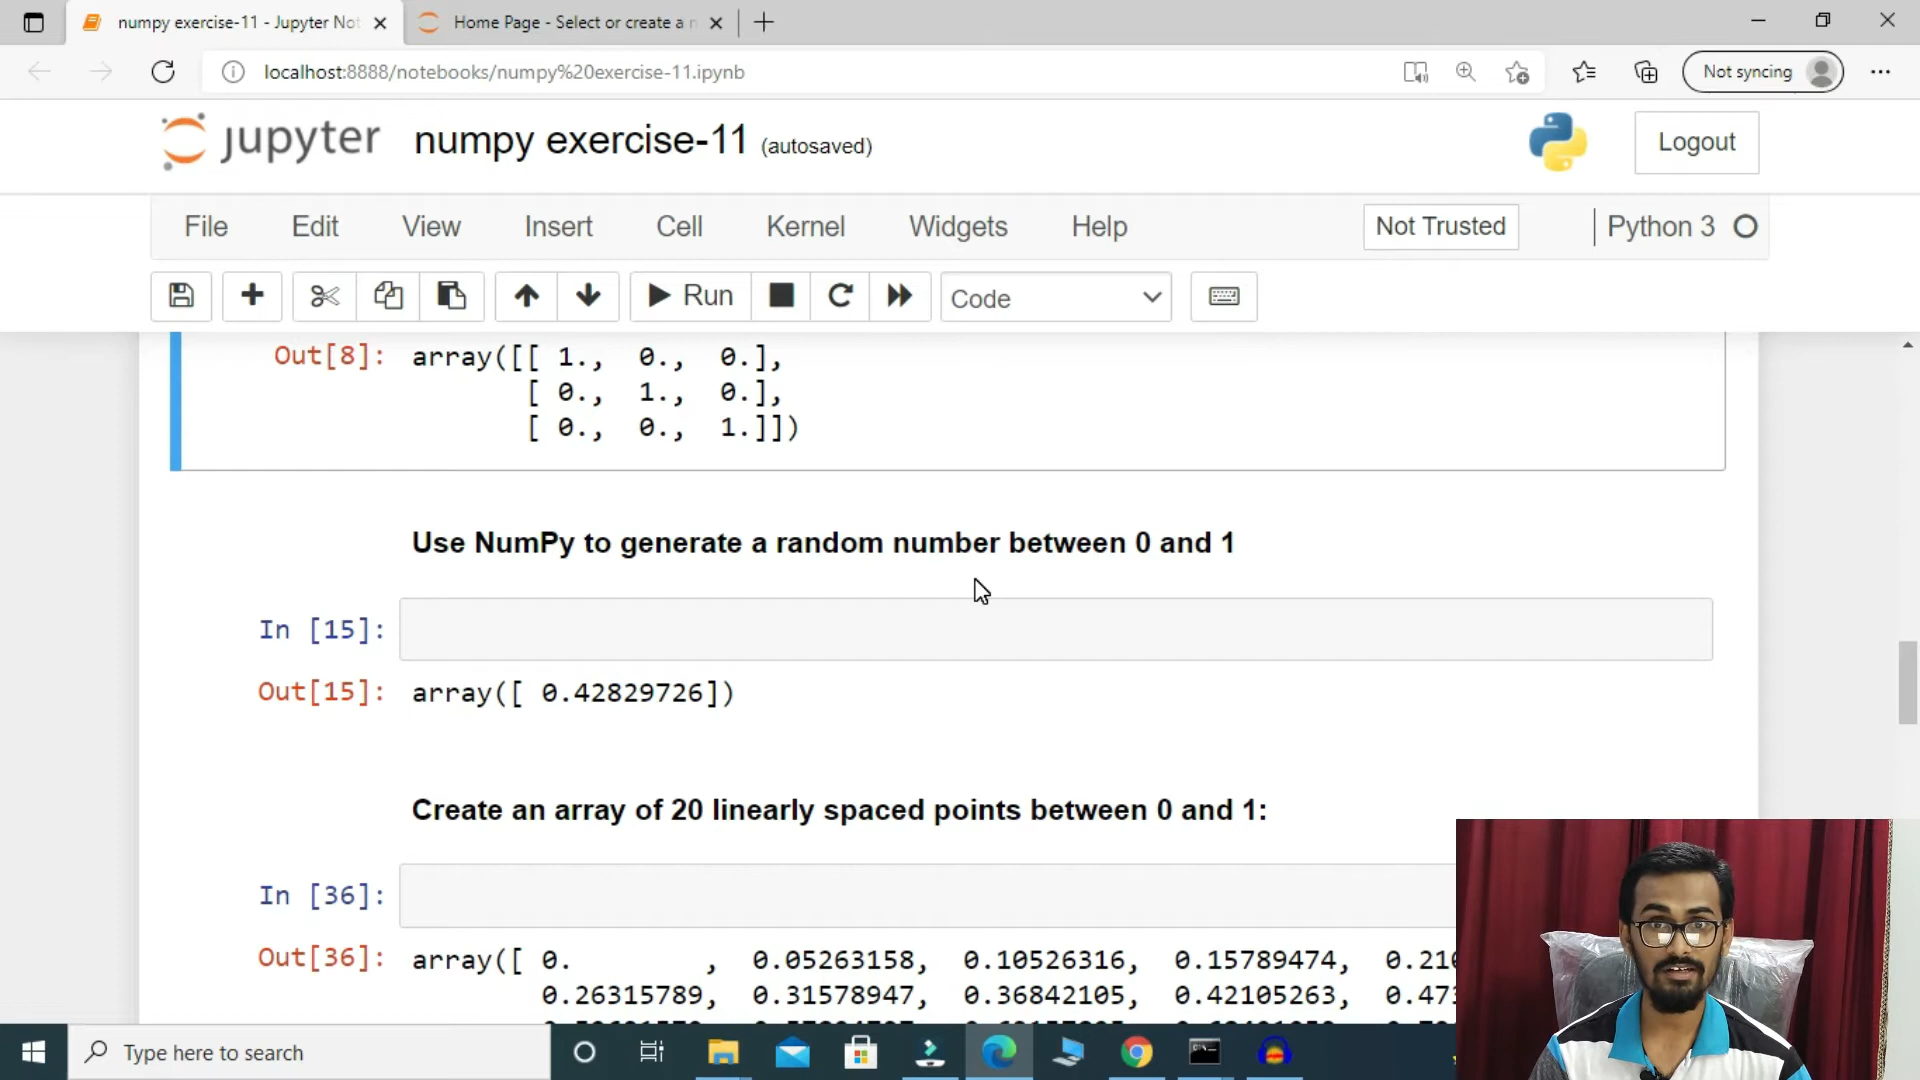 numpy exercise-11 - Jupyter Not
Home Page - Select or create a n
localhost:8888/notebooks/numpy%20exercise-11.ipynb
Not syncing
jupyter
numpy exercise-11 (autosaved)
Logout
File Edit View Insert Cell Kernel Widgets Help
Not Trusted
Python 3
Run
Code
Out[8]: array([[ 1., 0., 0.],
[ 0., 1., 0.],
[ 0., 0., 1.]])
Use NumPy to generate a random number between 0 and 1
In [15]:
Out[15]: array([ 0.42829726])
Create an array of 20 linearly spaced points between 0 and 1:
In [36]:
Out[36]: array([ 0. , 0.05263158, 0.10526316, 0.15789474, 0.210
0.26315789, 0.31578947, 0.36842105, 0.42105263, 0.473
Type here to search